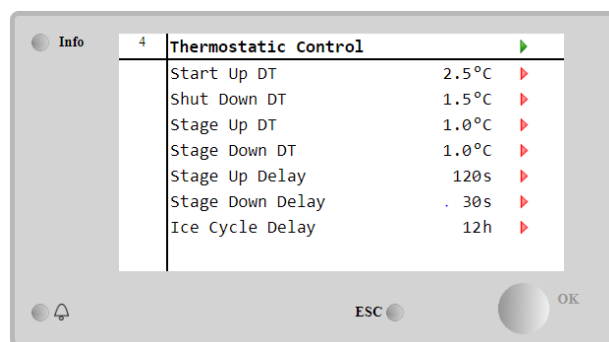 Info
4 Thermostatic Control
Start Up DT 2.5°C
Shut Down DT 1.5°C
Stage Up DT 1.0°C
Stage Down DT 1.0°C
Stage Up Delay 120s
Stage Down Delay . 30s
Ice Cycle Delay 12h
ESC OK